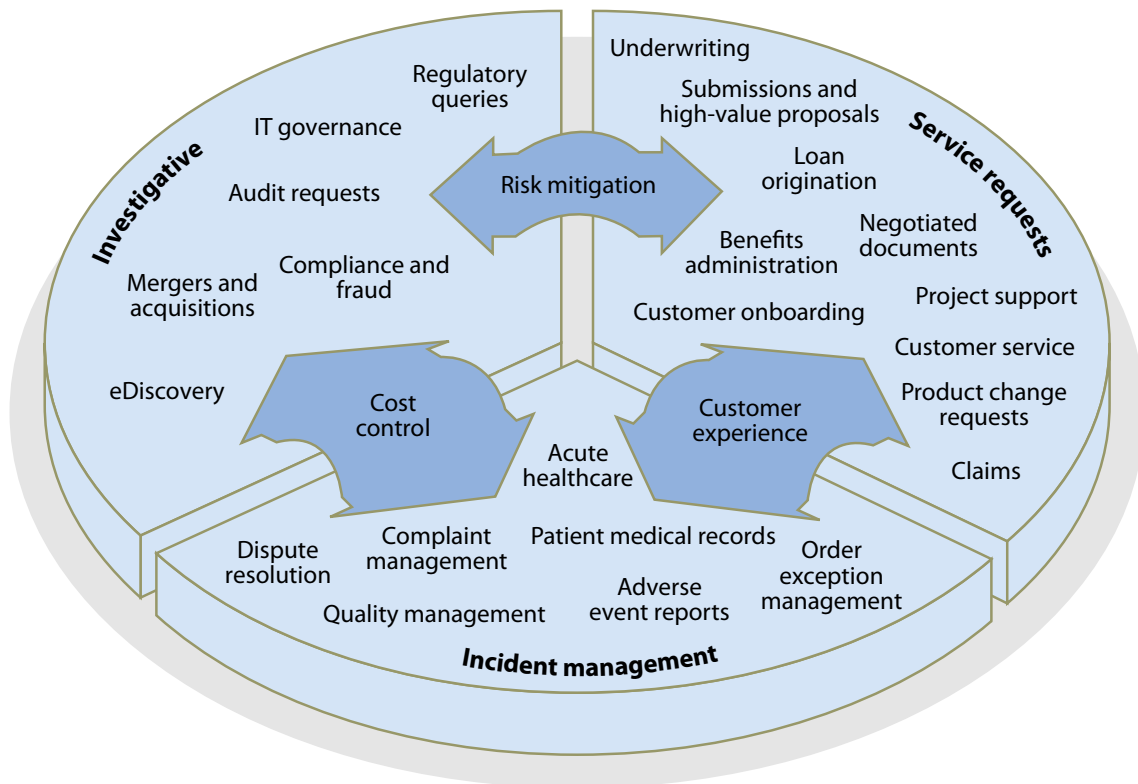 Investigative
Regulatory
queries
IT governance
Audit requests
Compliance and
fraud
Mergers and
acquisitions
eDiscovery
Risk mitigation
Service requests
Underwriting
Submissions and
high-value proposals
Loan
origination
Negotiated
documents
Benefits
administration
Project support
Customer onboarding
Customer service
Product change
requests
Claims
Cost
control
Customer
experience
Acute
healthcare
Patient medical records
Complaint
management
Dispute
resolution
Order
exception
management
Adverse
event reports
Quality management
Incident management